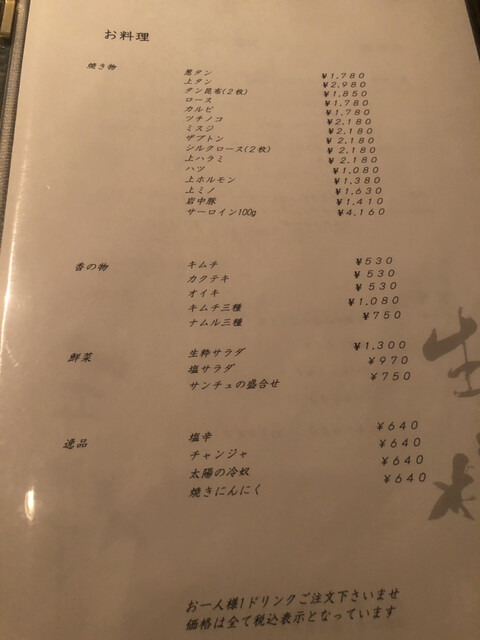 お料理
焼き物
葱タン ¥1,780
上タン ¥2,980
タン昆布(2枚) ¥1,850
ロース ¥1,780
カルビ ¥1,780
ツチノコ ¥2,180
ミスジ ¥2,180
ザブトン ¥2,180
シルクロース(2枚) ¥2,180
上ハラミ ¥2,180
ハツ ¥1,080
上ホルモン ¥1,380
上ミノ ¥1,630
岩中豚 ¥1,410
サーロイン100g ¥4,160
香の物
キムチ ¥530
カクテキ ¥530
オイキ ¥530
キムチ三種 ¥1,080
ナムル三種 ¥750
鮮菜
生粋サラダ ¥1,300
塩サラダ ¥970
サンチュの盛合せ ¥750
逸品
塩辛 ¥640
チャンジャ ¥640
太陽の冷奴 ¥640
焼きにんにく ¥640
お一人様1ドリンクご注文下さいませ
価格は全て税込表示となっています
生